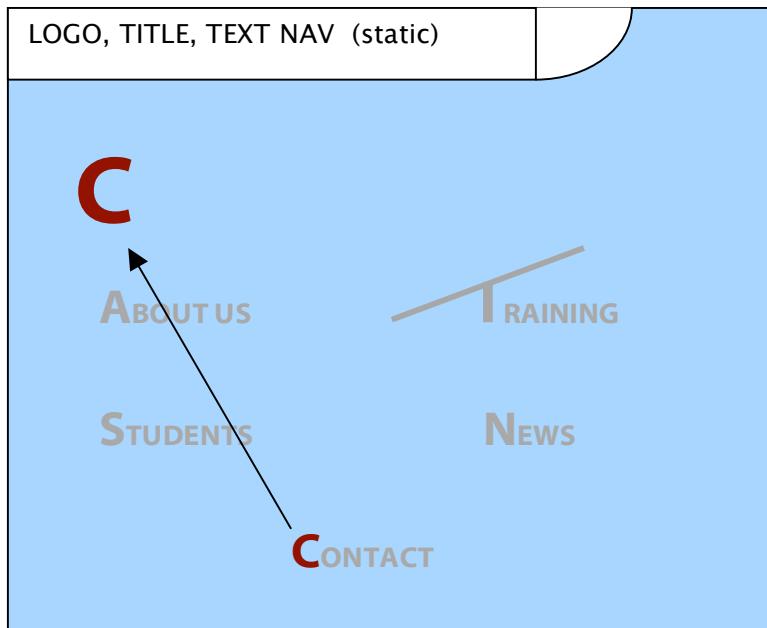 LOGO, TITLE, TEXT NAV (static)
C
ABOUT US
TRAINING
STUDENTS
NEWS
CONTACT